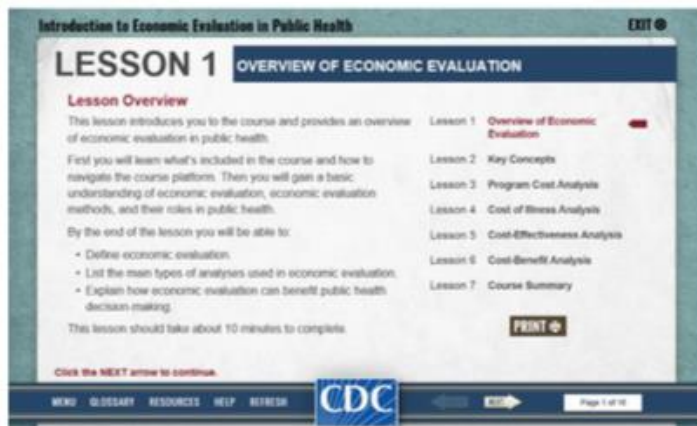 Introduction to Economic Evaluation in Public Health
EXIT
LESSON 1
OVERVIEW OF ECONOMIC EVALUATION
Lesson Overview
This lesson introduces you to the course and provides an overview
of economic evaluation in public health.
First you will learn what's included in the course and how to
navigate the course platform. Then you will gain a basic
understanding of economic evaluation, economic evaluation
methods, and their roles in public health.
By the end of the lesson you will be able to:
• Define economic evaluation.
• List the main types of analyses used in economic evaluation.
• Explain how economic evaluation can benefit public health
decision-making.
This lesson should take about 10 minutes to complete.
Click the NEXT arrow to continue.
Lesson 1 Overview of Economic
Evaluation
Lesson 2 Key Concepts
Lesson 3 Program Cost Analysis
Lesson 4 Cost of Illness Analysis
Lesson 5 Cost-Effectiveness Analysis
Lesson 6 Cost-Benefit Analysis
Lesson 7 Course Summary
PRINT
MENU GLOSSARY RESOURCES HELP REFRESH
CDC
NEXT
Page 1 of